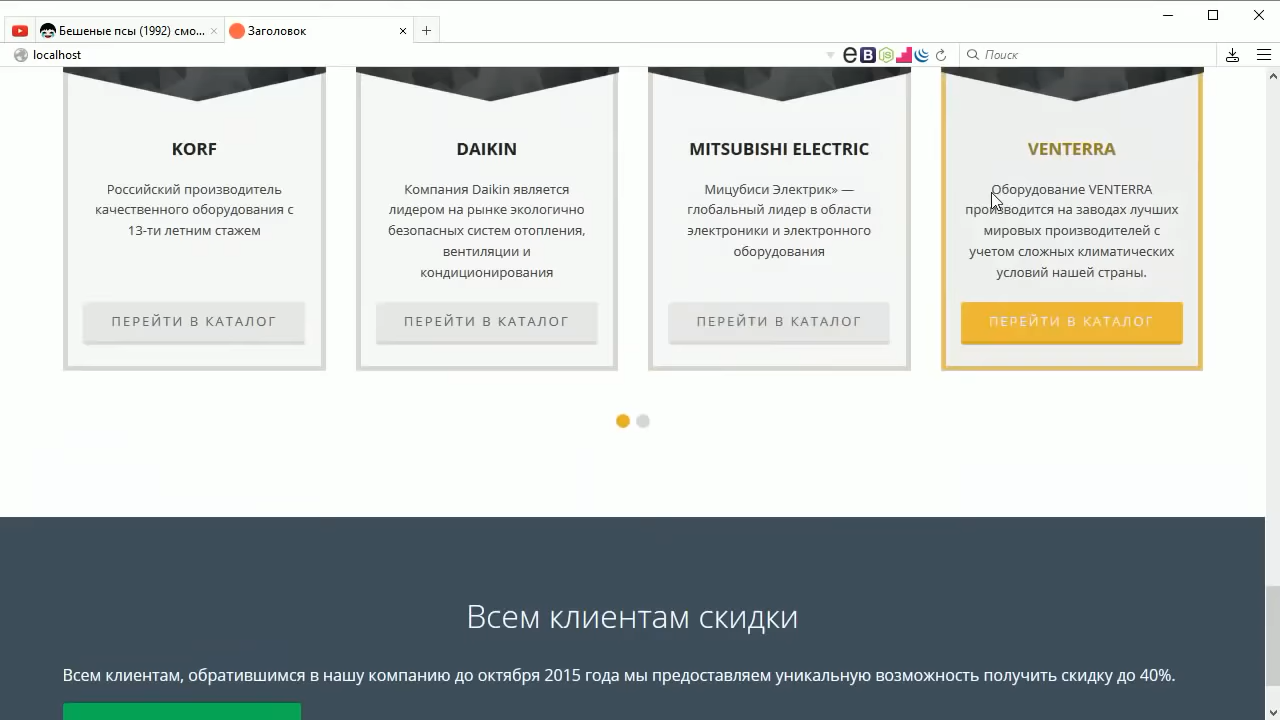 Бешеные псы (1992) смо...
Заголовок
localhost
Поиск
KORF
Российский производитель
качественного оборудования с
13-ти летним стажем
ПЕРЕЙТИ В КАТАЛОГ
DAIKIN
Компания Daikin является
лидером на рынке экологично
безопасных систем отопления,
вентиляции и
кондиционирования
ПЕРЕЙТИ В КАТАЛОГ
MITSUBISHI ELECTRIC
Мицубиси Электрик» —
глобальный лидер в области
электроники и электронного
оборудования
ПЕРЕЙТИ В КАТАЛОГ
VENTERRA
Оборудование VENTERRA
производится на заводах лучших
мировых производителей с
учетом сложных климатических
условий нашей страны.
ПЕРЕЙТИ В КАТАЛОГ
Всем клиентам скидки
Всем клиентам, обратившимся в нашу компанию до октября 2015 года мы предоставляем уникальную возможность получить скидку до 40%.